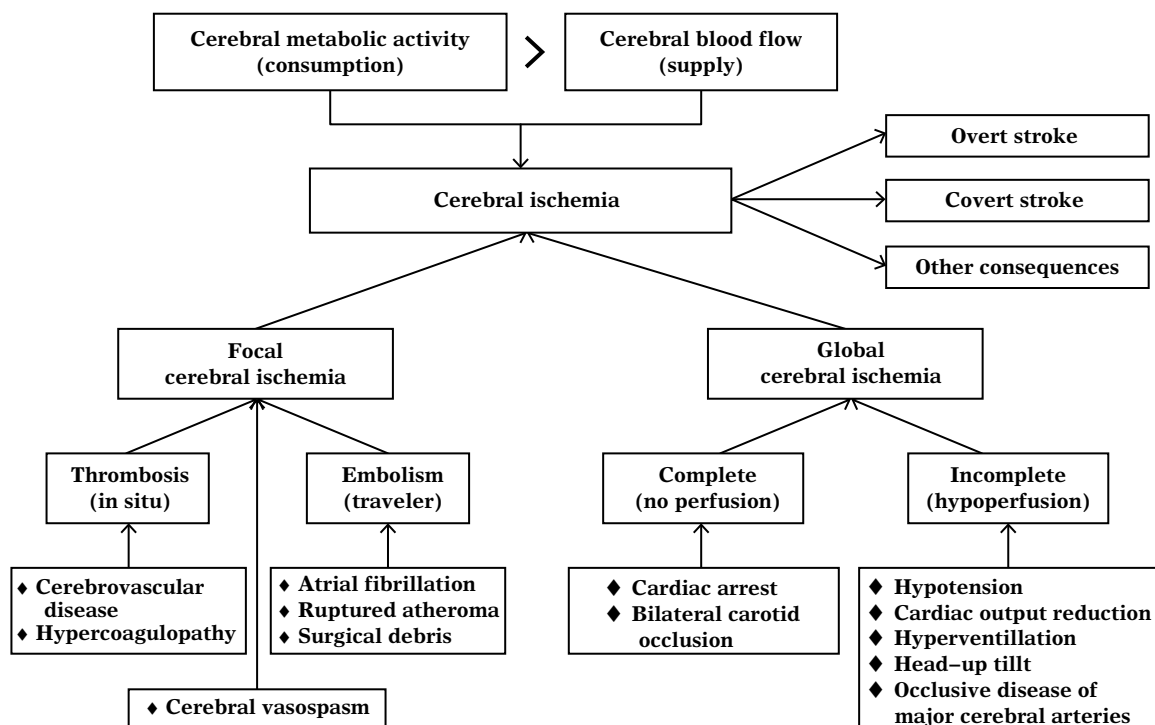 Cerebral metabolic activity
(consumption)
>
Cerebral blood flow
(supply)
Overt stroke
Cerebral ischemia
Covert stroke
Other consequences
Focal
cerebral ischemia
Global
cerebral ischemia
Thrombosis
(in situ)
Embolism
(traveler)
Complete
(no perfusion)
Incomplete
(hypoperfusion)
♦ Cerebrovascular
disease
♦ Hypercoagulopathy
♦ Atrial fibrillation
♦ Ruptured atheroma
♦ Surgical debris
♦ Cardiac arrest
♦ Bilateral carotid
occlusion
♦ Hypotension
♦ Cardiac output reduction
♦ Hyperventillation
♦ Head–up tillt
♦ Occlusive disease of
major cerebral arteries
♦ Cerebral vasospasm